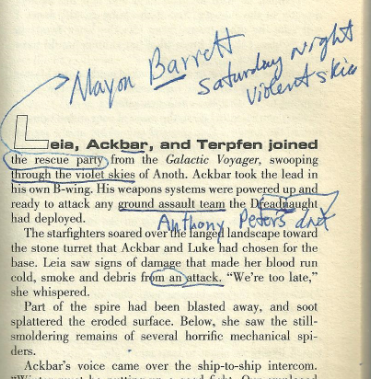 Mayon Barrett
Saturday Night
Violent Skies
Leia, Ackbar, and Terpfen joined
the rescue party from the Galactic Voyager, swooping
through the violet skies of Anoth. Ackbar took the lead in
his own B-wing. His weapons systems were powered up and
ready to attack any ground assault team the Dreadnaught
had deployed.
Anthony Peters
The starfighters soared over the langed landscape toward
the stone turret that Ackbar and Luke had chosen for the
base. Leia saw signs of damage that made her blood run
cold, smoke and debris from an attack. “We're too late,”
she whispered.
Part of the spire had been blasted away, and soot
splattered the eroded surface. Below, she saw the still-
smoldering remains of several horrific mechanical spi-
ders.
Ackbar's voice came over the ship-to-ship intercom.